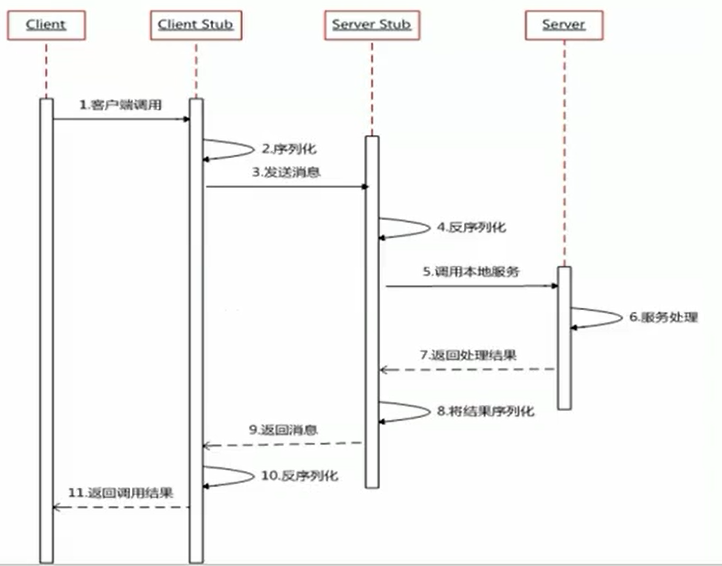 Client
Client Stub
Server Stub
Server
1.客户端调用
2.序列化
3.发送消息
4.反序列化
5.调用本地服务
6.服务处理
7.返回处理结果
8.将结果序列化
9.返回消息
10.反序列化
11.返回调用结果